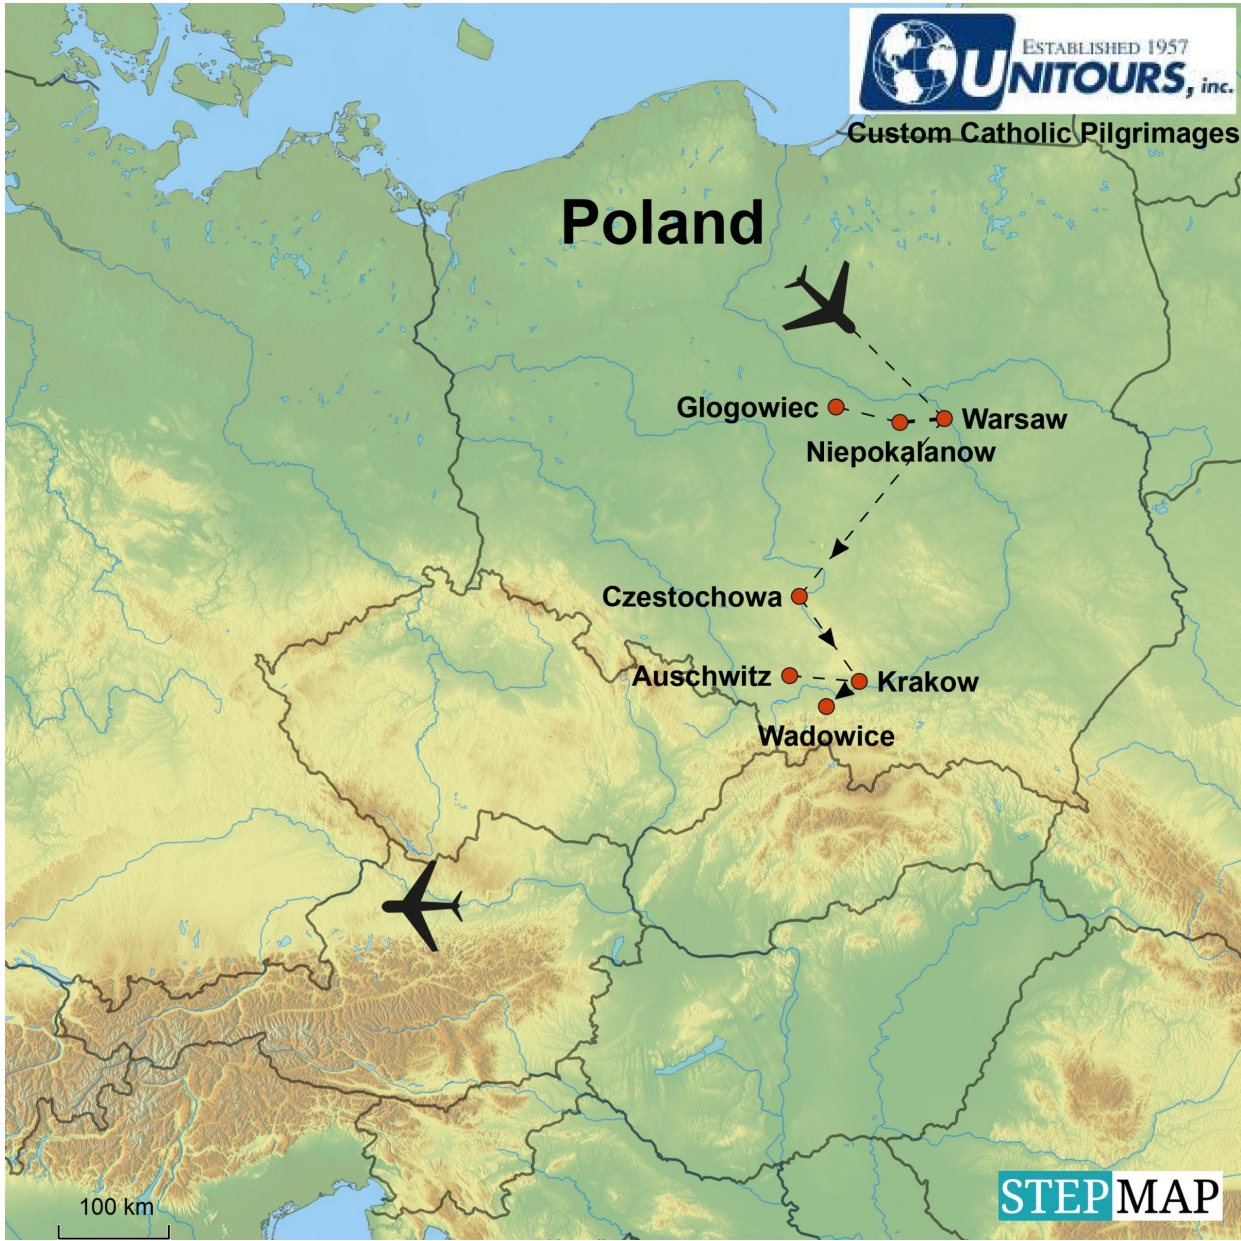 ESTABLISHED 1957
UNITOURS, inc.
Custom Catholic Pilgrimages
Poland
Glogowiec
Warsaw
Niepokalanow
Czestochowa
Auschwitz
Krakow
Wadowice
100 km
STEPMAP